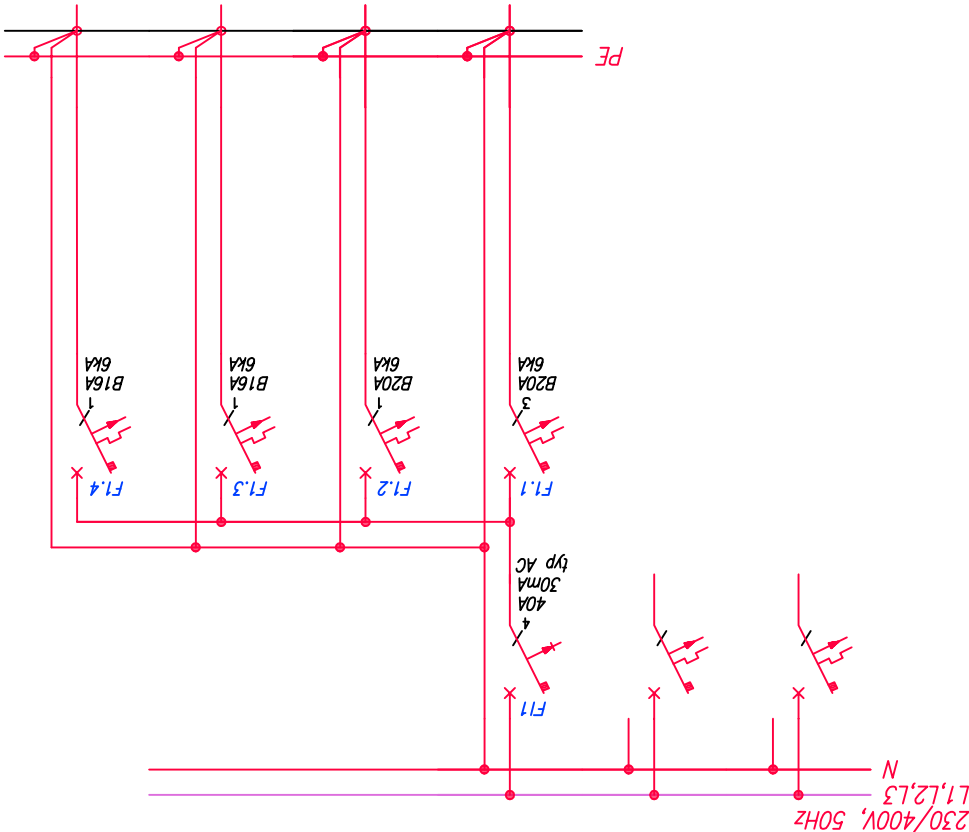 230/400V, 50Hz
L1,L2,L3
N
FI1
4
40A
30mA
typ AC
F1.1
3
B20A
6kA
F1.2
1
B20A
6kA
F1.3
1
B16A
6kA
F1.4
1
B16A
6kA
PE